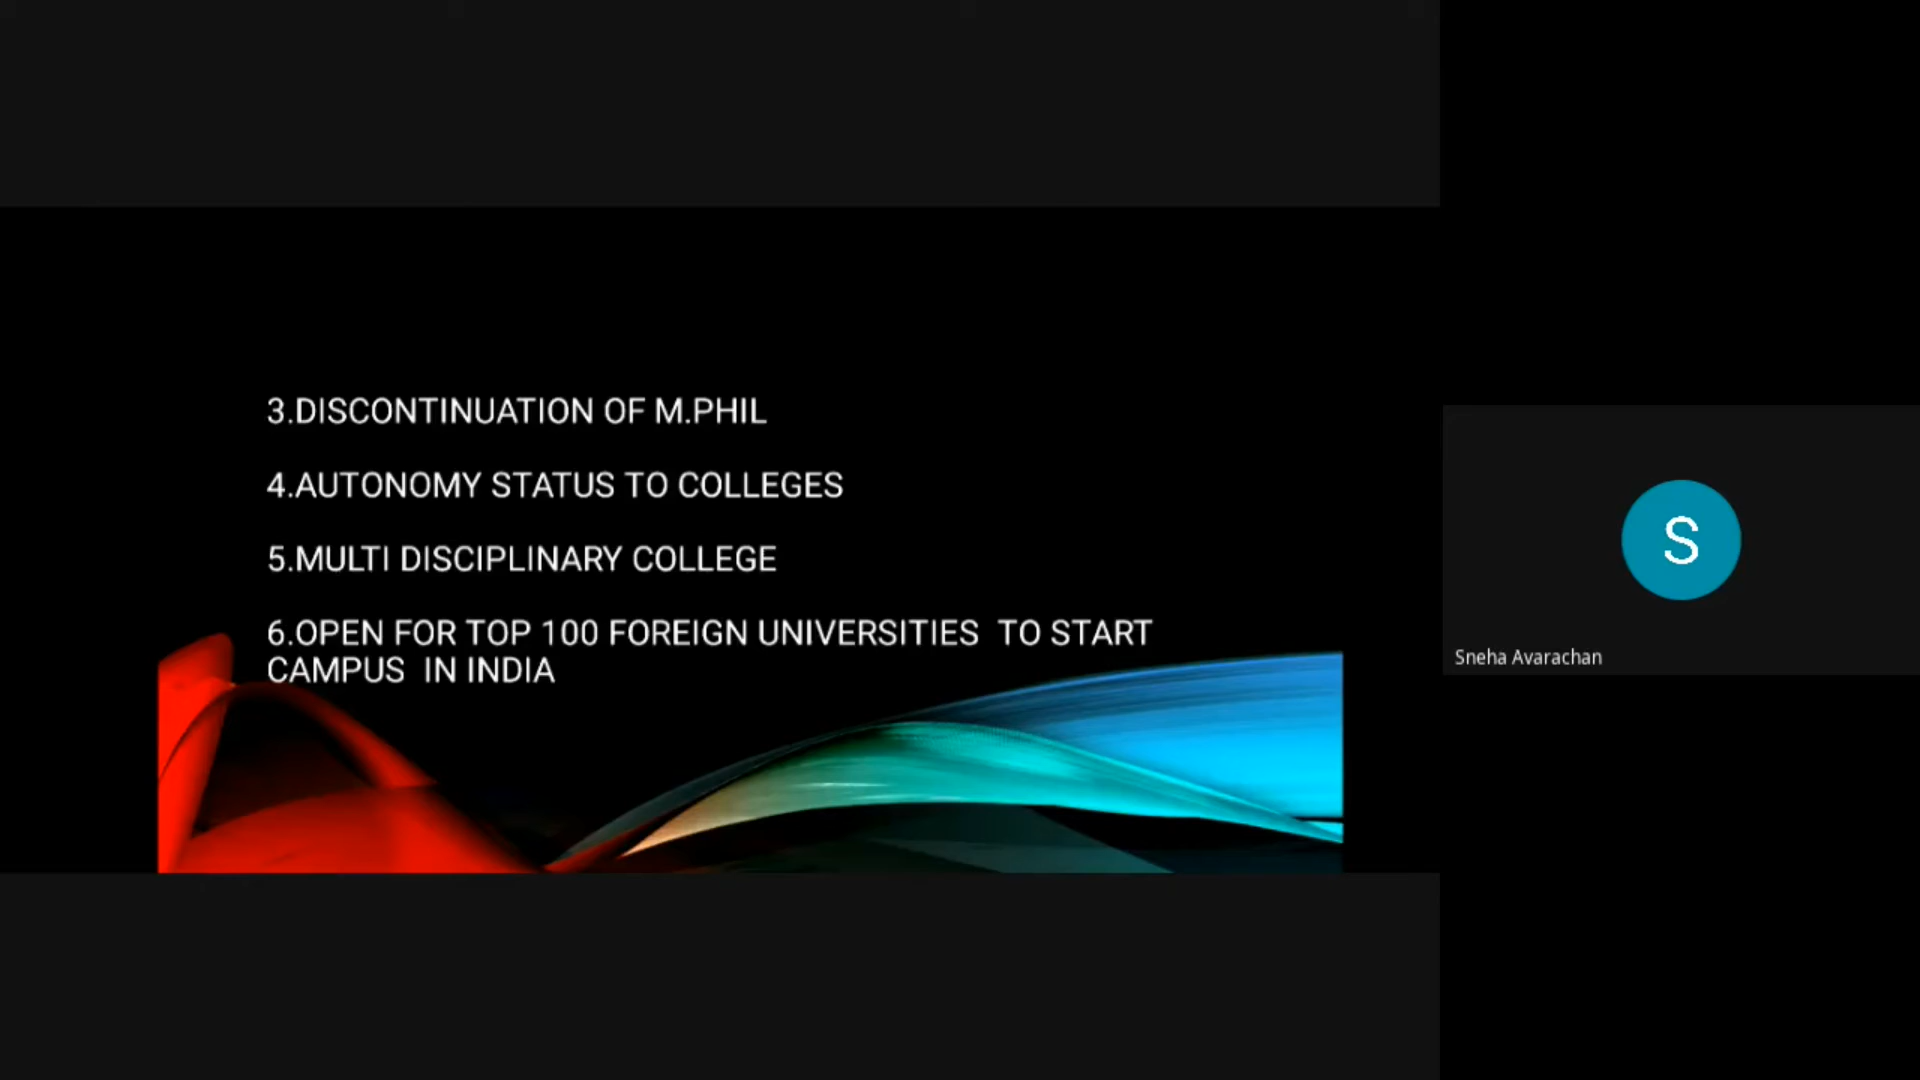 3.DISCONTINUATION OF M.PHIL
4.AUTONOMY STATUS TO COLLEGES
5.MULTI DISCIPLINARY COLLEGE
6.OPEN FOR TOP 100 FOREIGN UNIVERSITIES  TO START
CAMPUS  IN INDIA
S
Sneha Avarachan